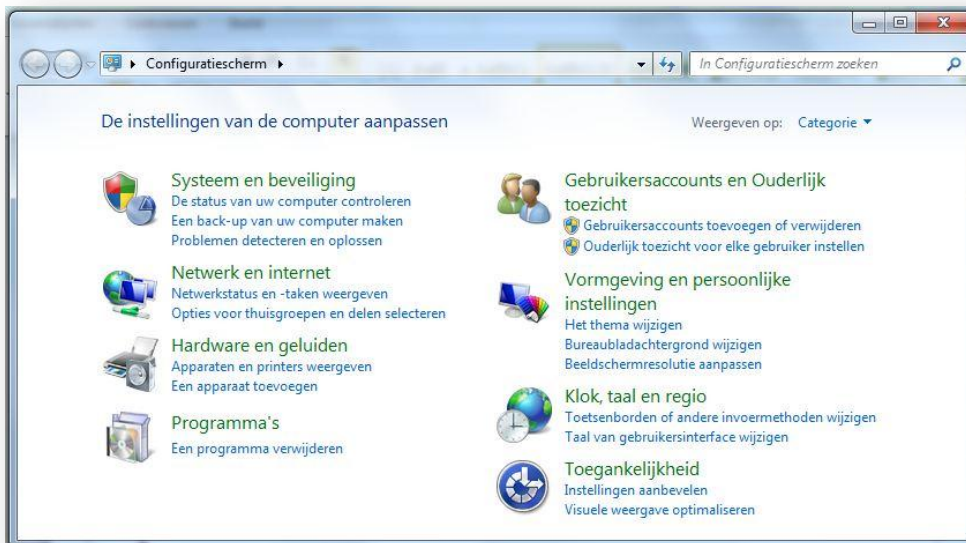 Configuratiescherm
In Configuratiescherm zoeken
De instellingen van de computer aanpassen
Weergeven op: Categorie
Systeem en beveiliging
De status van uw computer controleren
Een back-up van uw computer maken
Problemen detecteren en oplossen
Netwerk en internet
Netwerkstatus en -taken weergeven
Opties voor thuisgroepen en delen selecteren
Hardware en geluiden
Apparaten en printers weergeven
Een apparaat toevoegen
Programma's
Een programma verwijderen
Gebruikersaccounts en Ouderlijk
toezicht
Gebruikersaccounts toevoegen of verwijderen
Ouderlijk toezicht voor elke gebruiker instellen
Vormgeving en persoonlijke
instellingen
Het thema wijzigen
Bureaubladachtergrond wijzigen
Beeldschermresolutie aanpassen
Klok, taal en regio
Toetsenborden of andere invoermethoden wijzigen
Taal van gebruikersinterface wijzigen
Toegankelijkheid
Instellingen aanbevelen
Visuele weergave optimaliseren